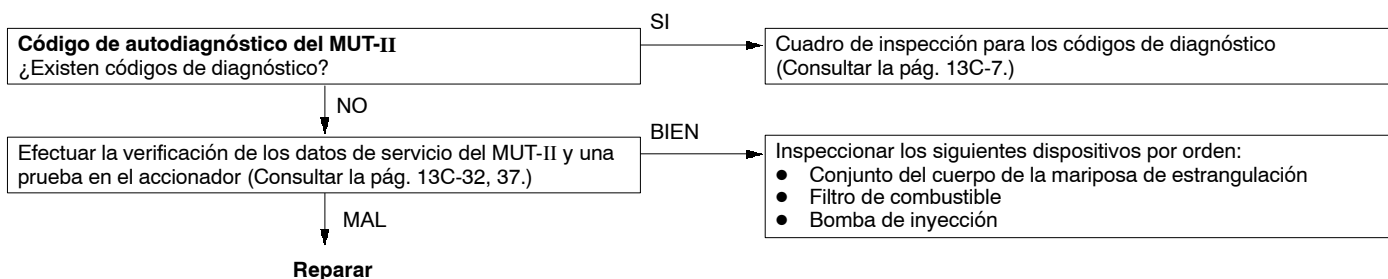 SI
Código de autodiagnóstico del MUT-II
¿Existen códigos de diagnóstico?
Cuadro de inspección para los códigos de diagnóstico
(Consultar la pág. 13C-7.)
NO
BIEN
Efectuar la verificación de los datos de servicio del MUT-II y una
prueba en el accionador (Consultar la pág. 13C-32, 37.)
Inspeccionar los siguientes dispositivos por orden:
● Conjunto del cuerpo de la mariposa de estrangulación
● Filtro de combustible
● Bomba de inyección
MAL
Reparar